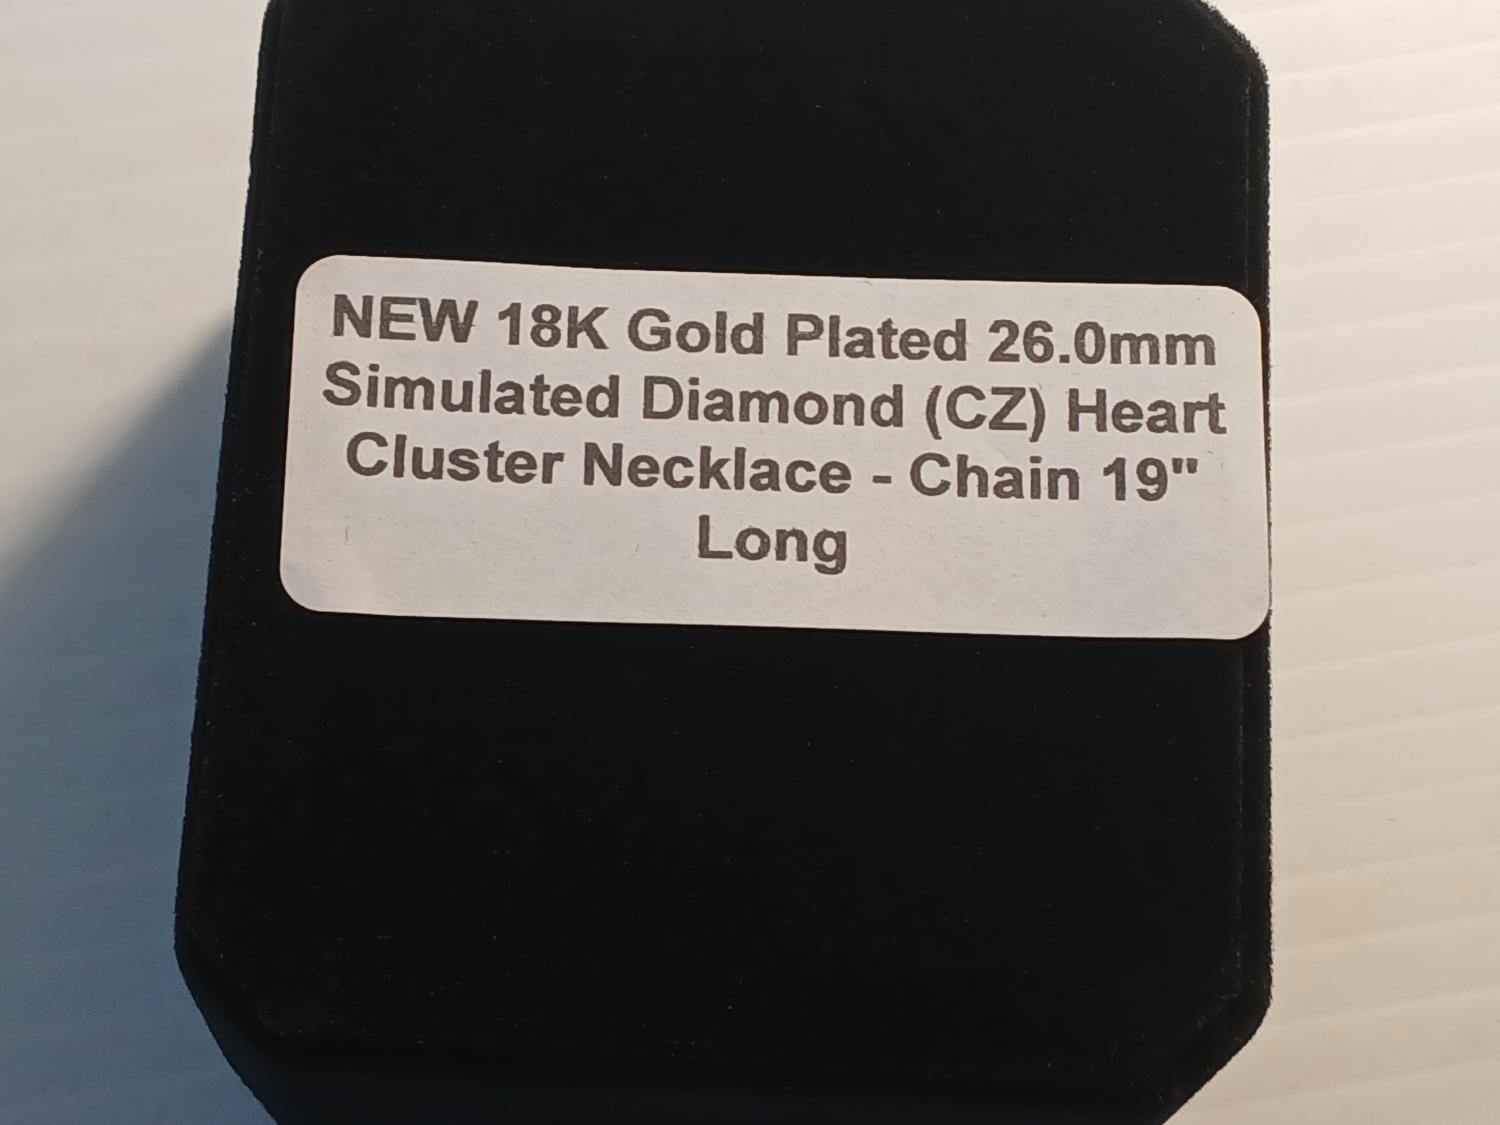 NEW 18K Gold Plated 26.0mm
Simulated Diamond (CZ) Heart
Cluster Necklace - Chain 19"
Long